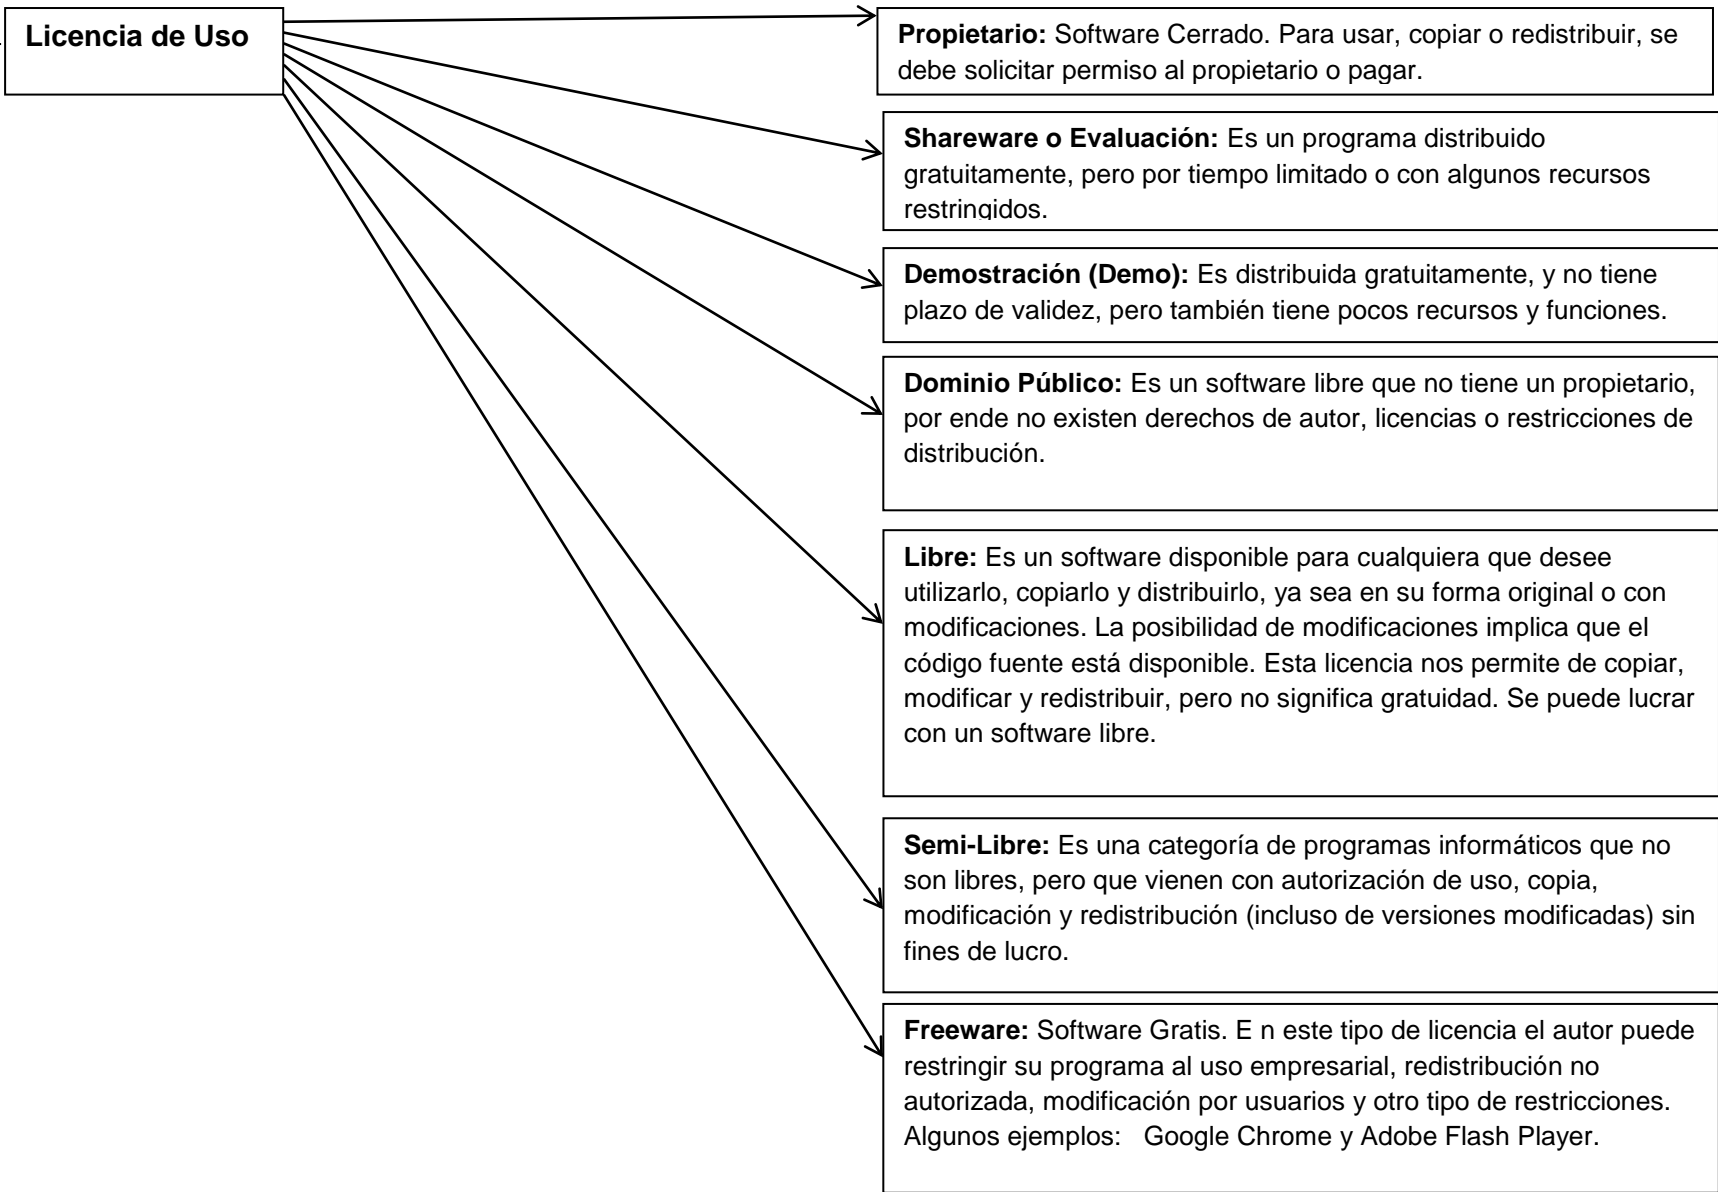 Licencia de Uso
Propietario: Software Cerrado. Para usar, copiar o redistribuir, se
debe solicitar permiso al propietario o pagar.
Shareware o Evaluación: Es un programa distribuido
gratuitamente, pero por tiempo limitado o con algunos recursos
restringidos.
Demostración (Demo): Es distribuida gratuitamente, y no tiene
plazo de validez, pero también tiene pocos recursos y funciones.
Dominio Público: Es un software libre que no tiene un propietario,
por ende no existen derechos de autor, licencias o restricciones de
distribución.
Libre: Es un software disponible para cualquiera que desee
utilizarlo, copiarlo y distribuirlo, ya sea en su forma original o con
modificaciones. La posibilidad de modificaciones implica que el
código fuente está disponible. Esta licencia nos permite de copiar,
modificar y redistribuir, pero no significa gratuidad. Se puede lucrar
con un software libre.
Semi-Libre: Es una categoría de programas informáticos que no
son libres, pero que vienen con autorización de uso, copia,
modificación y redistribución (incluso de versiones modificadas) sin
fines de lucro.
Freeware: Software Gratis. E n este tipo de licencia el autor puede
restringir su programa al uso empresarial, redistribución no
autorizada, modificación por usuarios y otro tipo de restricciones.
Algunos ejemplos:   Google Chrome y Adobe Flash Player.